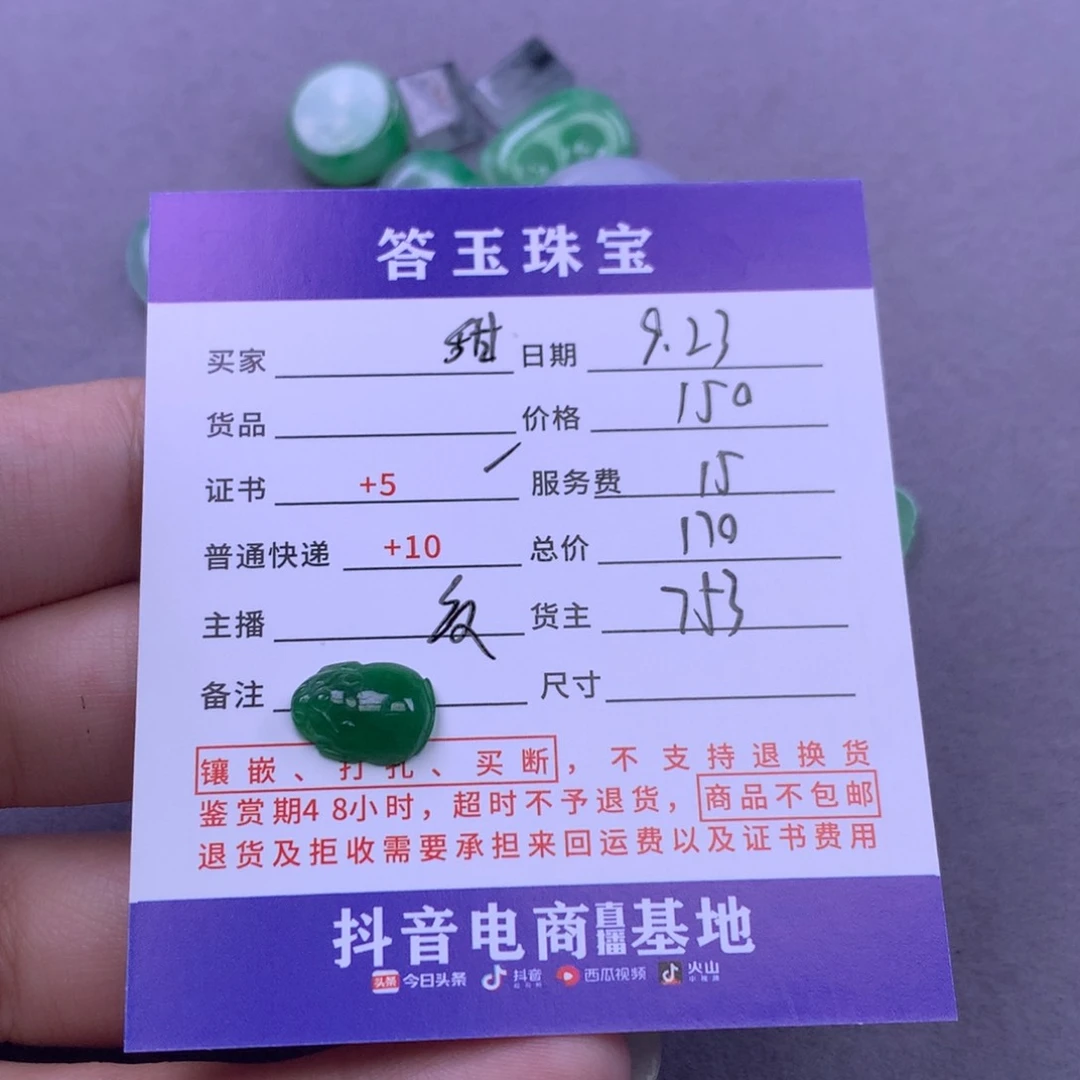 答玉珠宝
买家 甜 日期 9.23
货品 价格 150
证书 +5 服务费 15
普通快递 +10 总价 170
主播 货主 753
备注 尺寸
镶嵌、打孔、买断，不支持退换货
鉴赏期48小时，超时不予退货，商品不包邮
退货及拒收需要承担来回运费以及证书费用
抖音电商直播基地
头条 今日头条 抖音 西瓜视频 火山